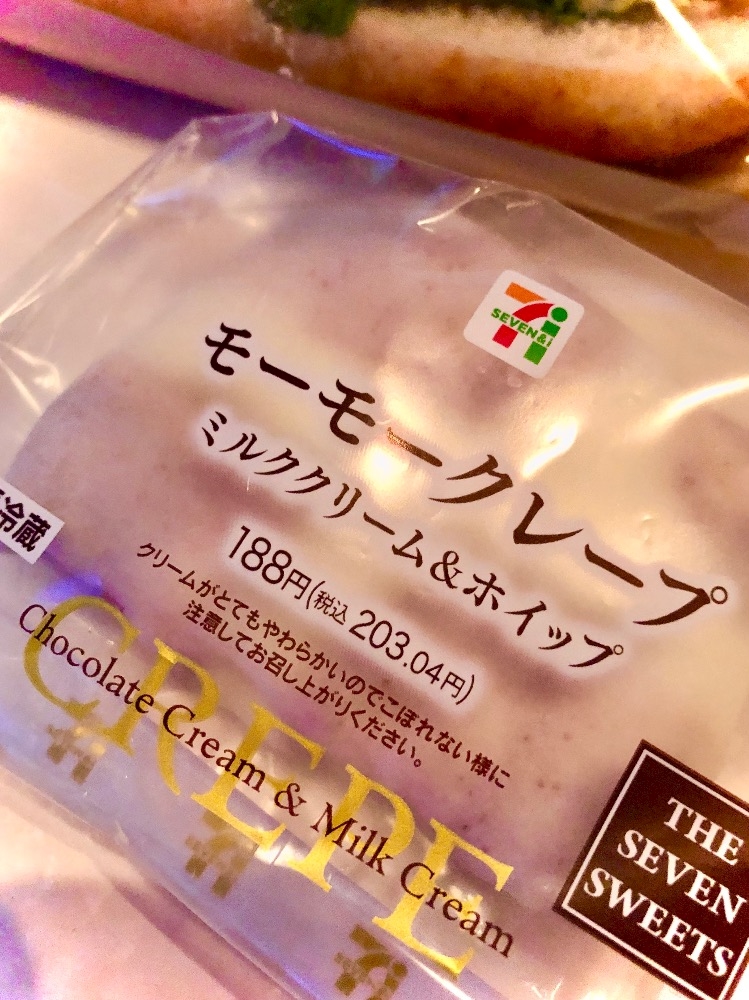 SEVEN&i
モーモークレープ
ミルククリーム&ホイップ
冷蔵
188円(税込 203.04円)
クリームがとてもやわらかいのでこぼれない様に
注意してお召し上がりください。
CREPE
Chocolate Cream & Milk Cream
THE
SEVEN
SWEETS